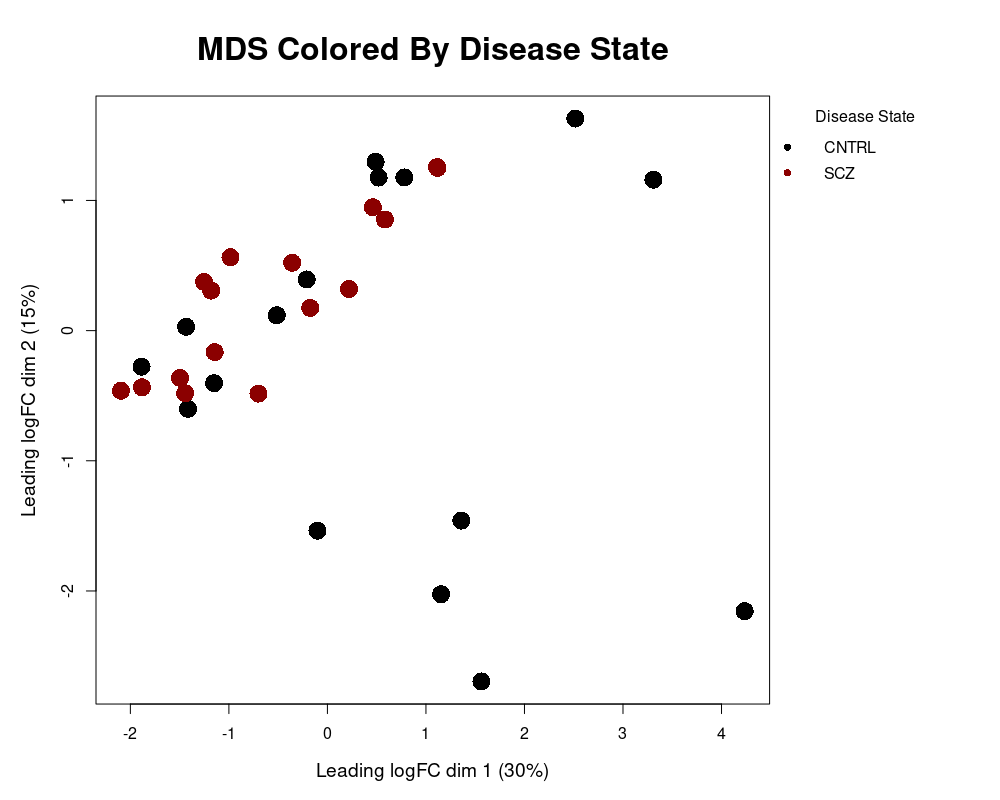 MDS Colored By Disease State
Disease State
CNTRL
SCZ
Leading logFC dim 2 (15%)
1
0
-1
-2
-2
-1
0
1
2
3
4
Leading logFC dim 1 (30%)